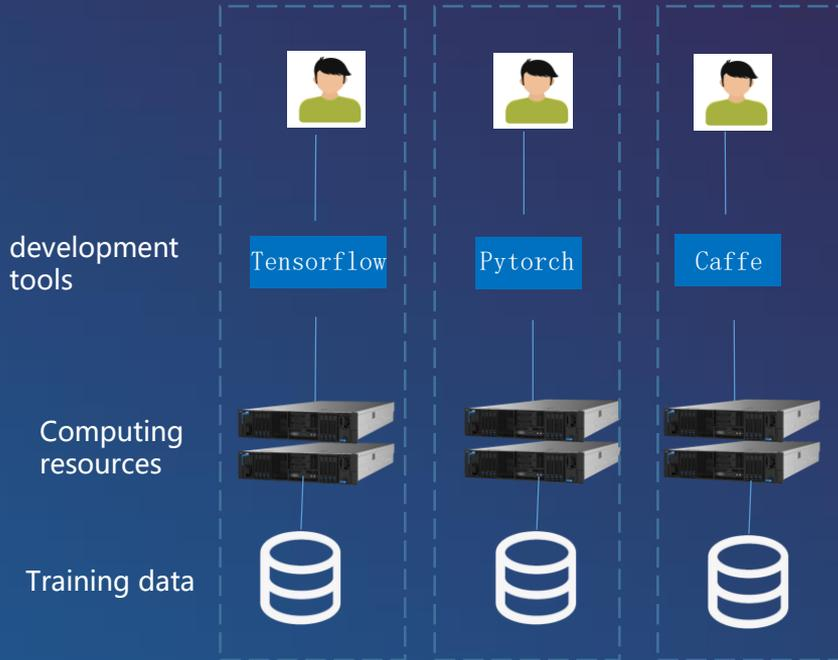 development
tools
Tensorflow
Pytorch
Caffe
Computing
resources
Training data